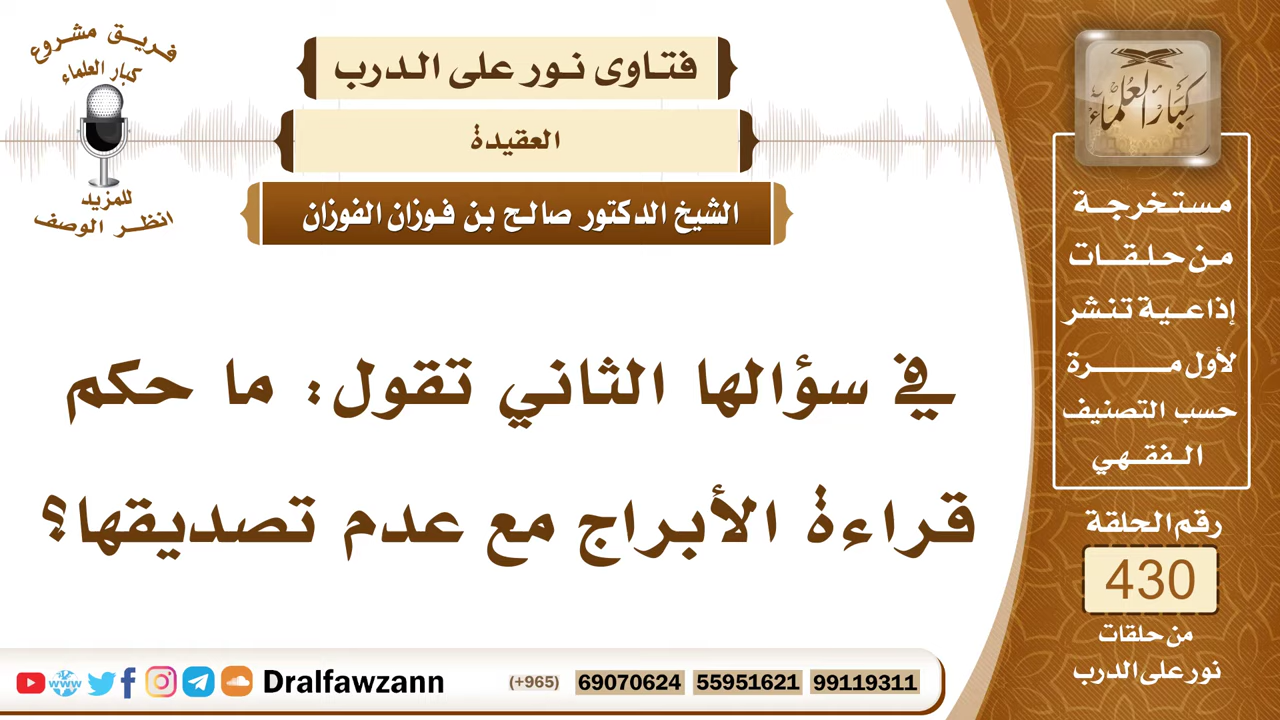 فريق مشروع
كبار العلماء
للمزيد
انظر الوصف
فتاوى نور على الدرب
العقيدة
الشيخ الدكتور صالح بن فوزان الفوزان
في سؤالها الثاني تقول: ما حكم
قراءة الأبراج مع عدم تصديقها؟
كبار العلماء
مستخرجة
من حلقات
إذاعية تنشر
لأول مرة
حسب التصنيف
الفقهي
رقم الحلقة
430
من حلقات
نور على الدرب
www
Dralfawzann (+965) 69070624 55951621 99119311